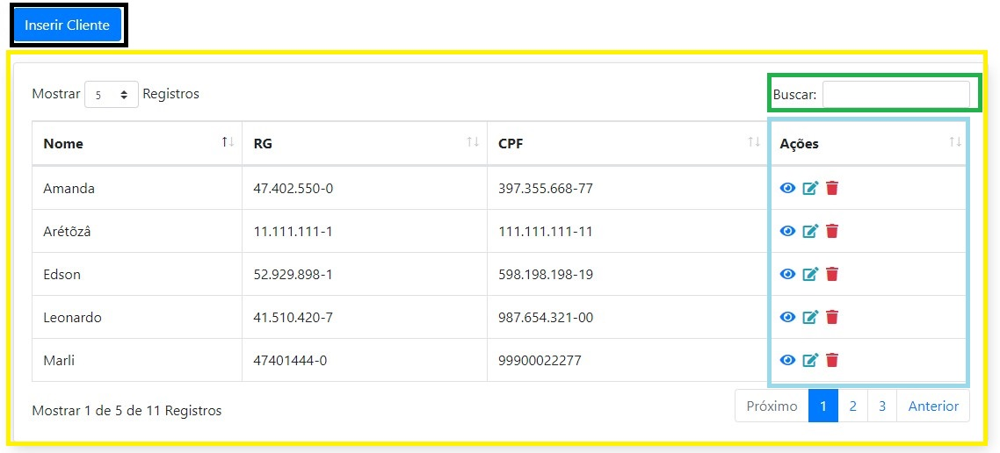 Inserir Cliente
Mostrar 5 Registros Buscar:
Nome RG CPF Ações
Amanda 47.402.550-0 397.355.668-77
Arétõzâ 11.111.111-1 111.111.111-11
Edson 52.929.898-1 598.198.198-19
Leonardo 41.510.420-7 987.654.321-00
Marli 47401444-0 99900022277
Mostrar 1 de 5 de 11 Registros Próximo 1 2 3 Anterior